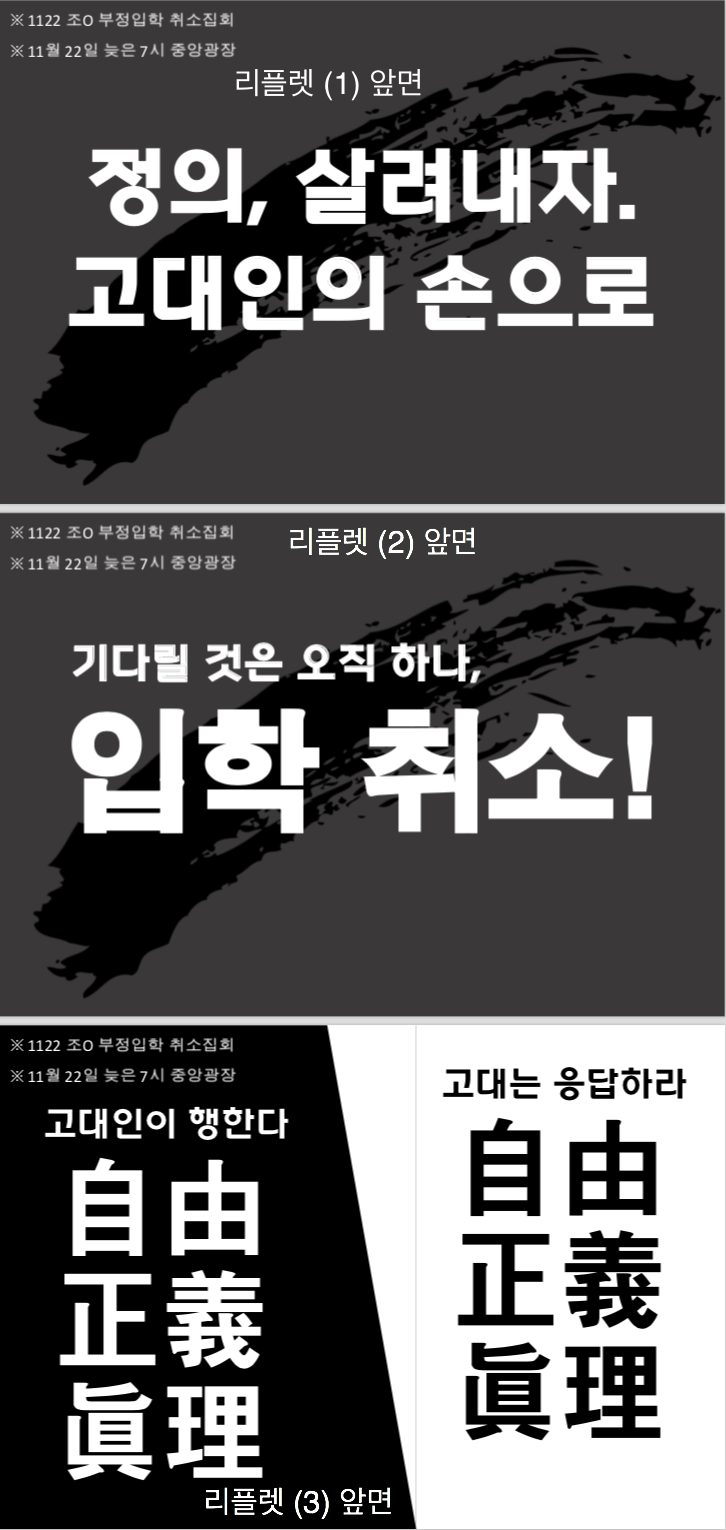 ※ 1122 조O 부정입학 취소집회
※ 11월 22일 늦은 7시 중앙광장
리플렛 (1) 앞면
정의, 살려내자.
고대인의 손으로
※ 1122 조O 부정입학 취소집회
※ 11월 22일 늦은 7시 중앙광장
리플렛 (2) 앞면
기다릴 것은 오직 하나,
입학 취소!
※ 1122 조O 부정입학 취소집회
※ 11월 22일 늦은 7시 중앙광장
고대인이 행한다
自由
正義
眞理
리플렛 (3) 앞면
고대는 응답하라
自由
正義
眞理